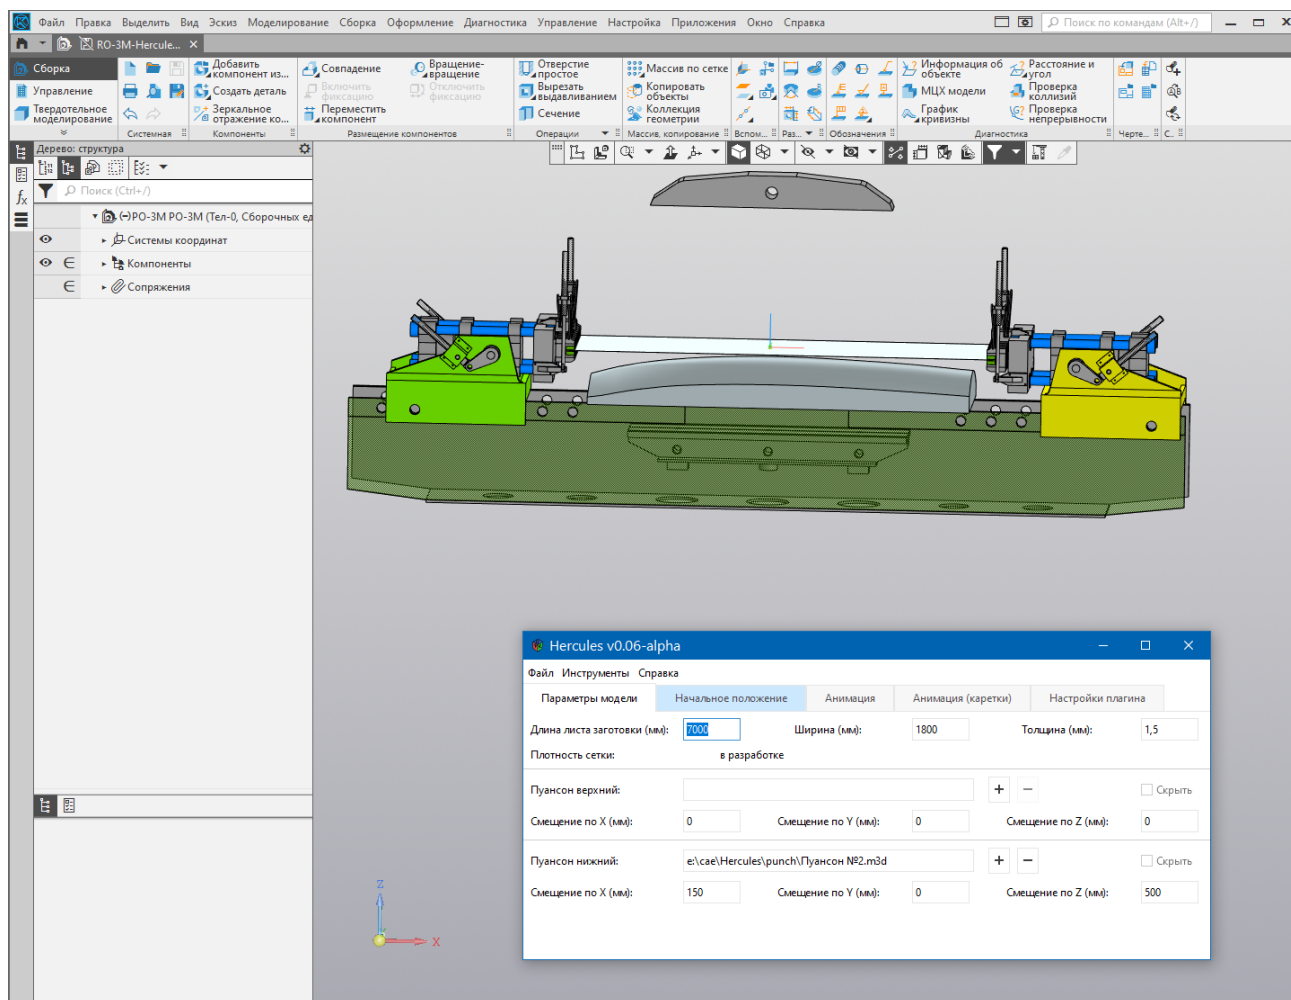 Файл Правка Выделить Вид Эскиз Моделирование Сборка Оформление Диагностика Управление Настройка Приложения Окно Справка
Поиск по командам (Alt+/)
RO-3M-Hercule...
Сборка
Управление
Твердотельное
моделирование
Системная
Добавить
компонент из...
Создать деталь
Зеркальное
отражение ко...
Компоненты
Совпадение
Включить
фиксацию
Переместить
компонент
Вращение-
вращение
Отключить
фиксацию
Размещение компонентов
Отверстие
простое
Вырезать
выдавливанием
Сечение
Операции
Массив по сетке
Копировать
объекты
Коллекция
геометрии
Массив, копирование
Вспом...
Раз...
Обозначения
Информация об
объекте
МЦХ модели
График
кривизны
Расстояние и
угол
Проверка
коллизий
Проверка
непрерывности
Диагностика
Черте...
С...
Дерево: структура
Поиск (Ctrl+/)
(-)РО-3М РО-3М (Тел-0, Сборочных ед
Системы координат
Компоненты
Сопряжения
Z
X
Hercules v0.06-alpha
Файл Инструменты Справка
Параметры модели Начальное положение Анимация Анимация (каретки) Настройки плагина
Длина листа заготовки (мм): 7000 Ширина (мм): 1800 Толщина (мм): 1,5
Плотность сетки: в разработке
Пуансон верхний: + − Скрыть
Смещение по X (мм): 0 Смещение по Y (мм): 0 Смещение по Z (мм): 0
Пуансон нижний: e:\cae\Hercules\punch\Пуансон №2.m3d + − Скрыть
Смещение по X (мм): 150 Смещение по Y (мм): 0 Смещение по Z (мм): 500